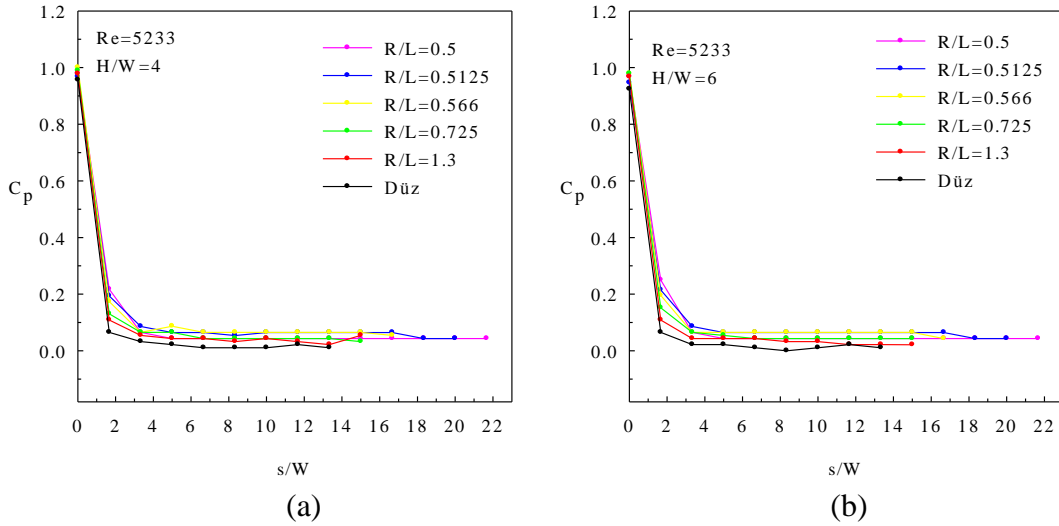 1.2
1.0
0.8
0.6
0.4
0.2
0.0
C_p
Re=5233
H/W=4
R/L=0.5
R/L=0.5125
R/L=0.566
R/L=0.725
R/L=1.3
Düz
0 2 4 6 8 10 12 14 16 18 20 22
s/W
(a)
1.2
1.0
0.8
0.6
0.4
0.2
0.0
C_p
Re=5233
H/W=6
R/L=0.5
R/L=0.5125
R/L=0.566
R/L=0.725
R/L=1.3
Düz
0 2 4 6 8 10 12 14 16 18 20 22
s/W
(b)